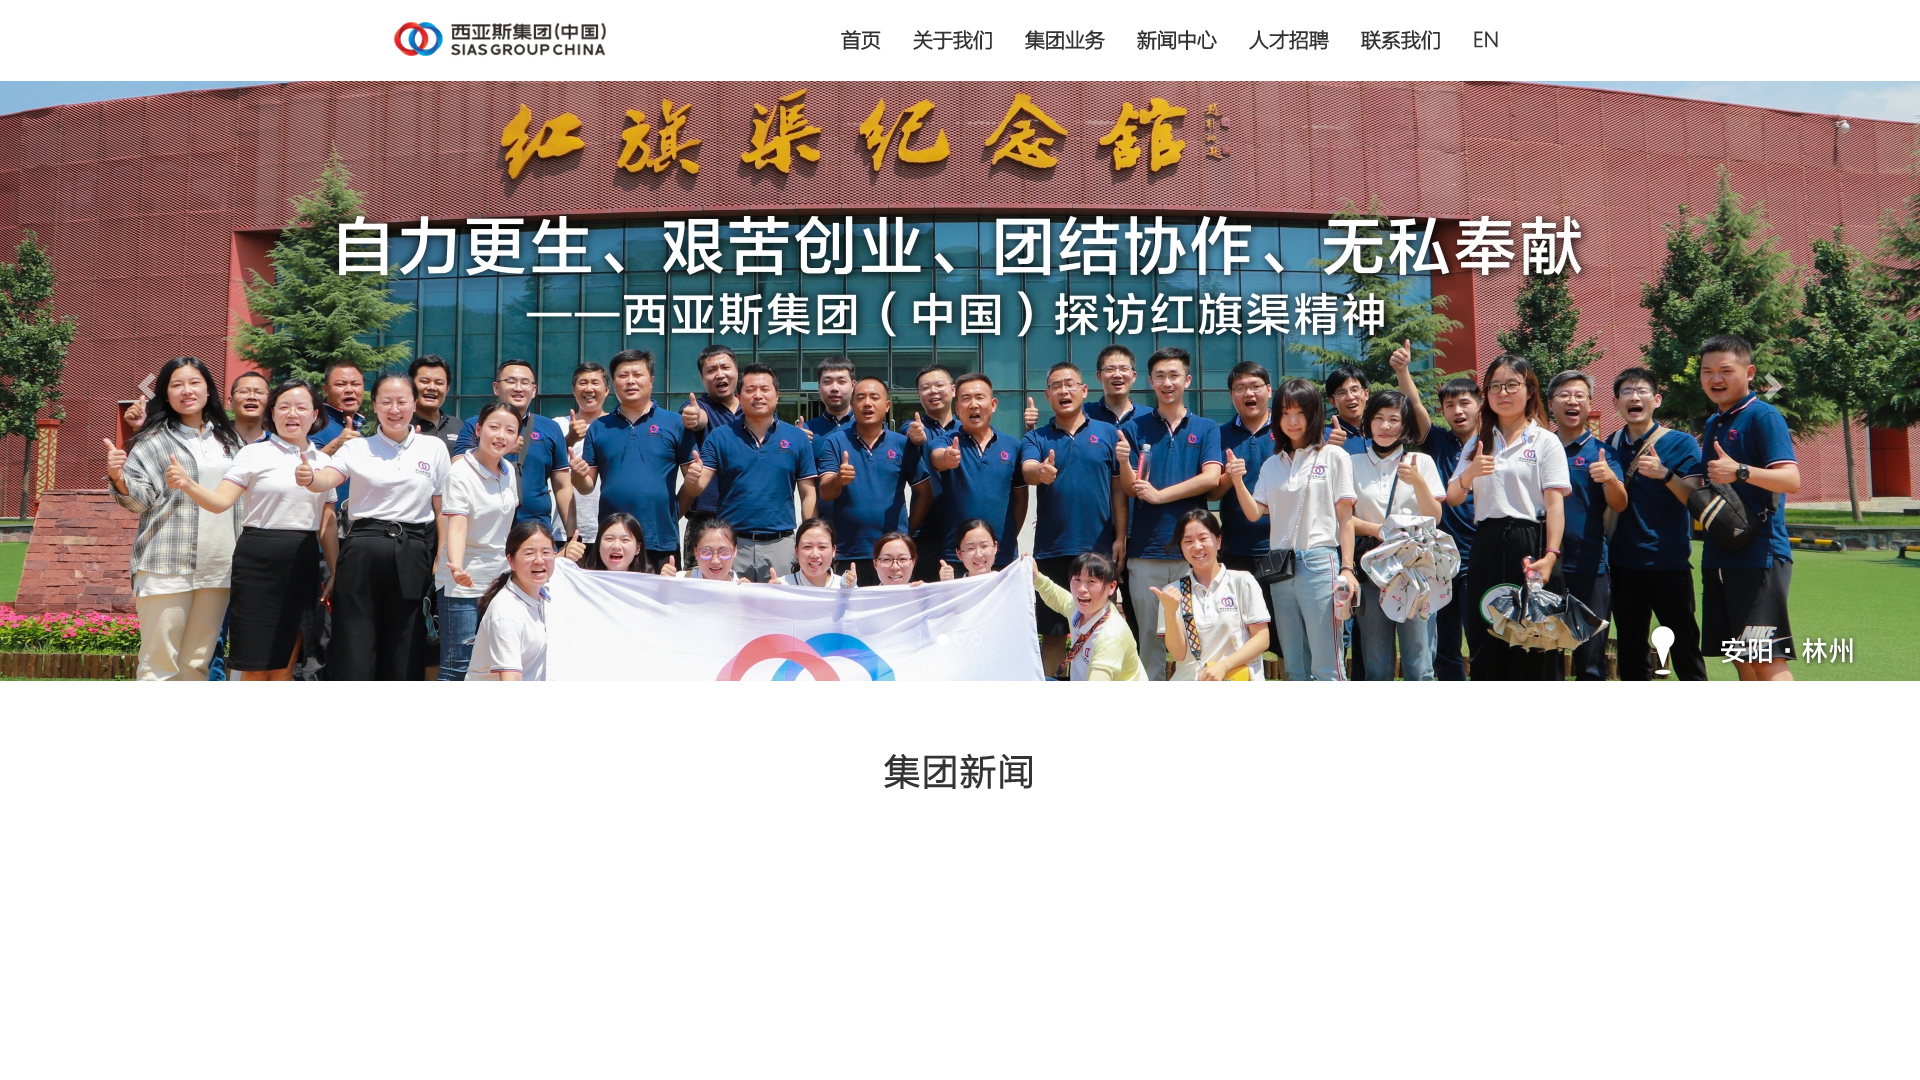 西亚斯集团(中国)
SIAS GROUP CHINA
首页
关于我们
集团业务
新闻中心
人才招聘
联系我们
EN
红旗渠纪念馆
自力更生、艰苦创业、团结协作、无私奉献
——西亚斯集团（中国）探访红旗渠精神
NIKE
安阳·林州
集团新闻